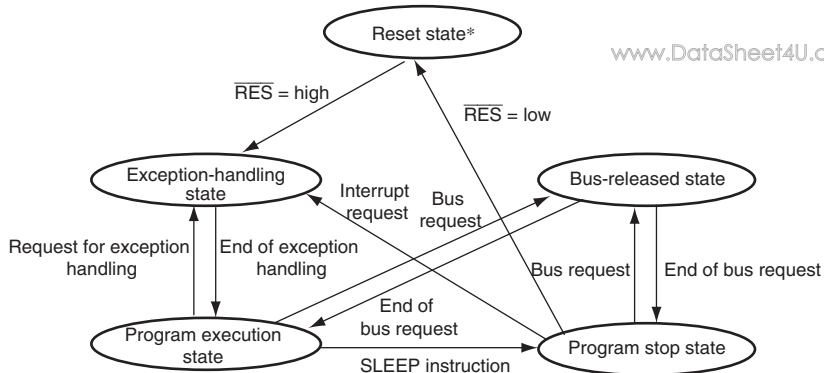 Reset state*
www.DataSheet4U.c
RES = high
RES = low
Exception-handling
state
Interrupt
request
Bus
request
Bus-released state
Request for exception
handling
End of exception
handling
Bus request
End of bus request
End of
bus request
Program execution
state
SLEEP instruction
Program stop state